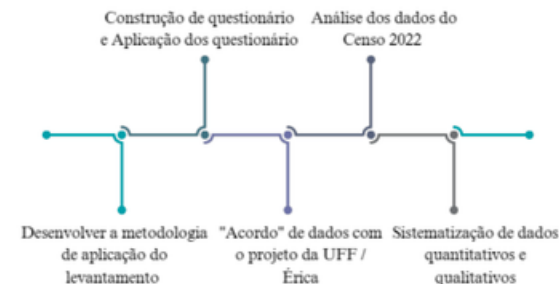 Construção de questionário
e Aplicação dos questionário
Análise dos dados do
Censo 2022
Desenvolver a metodologia
de aplicação do
levantamento
"Acordo" de dados com
o projeto da UFF /
Érica
Sistematização de dados
quantitativos e
qualitativos